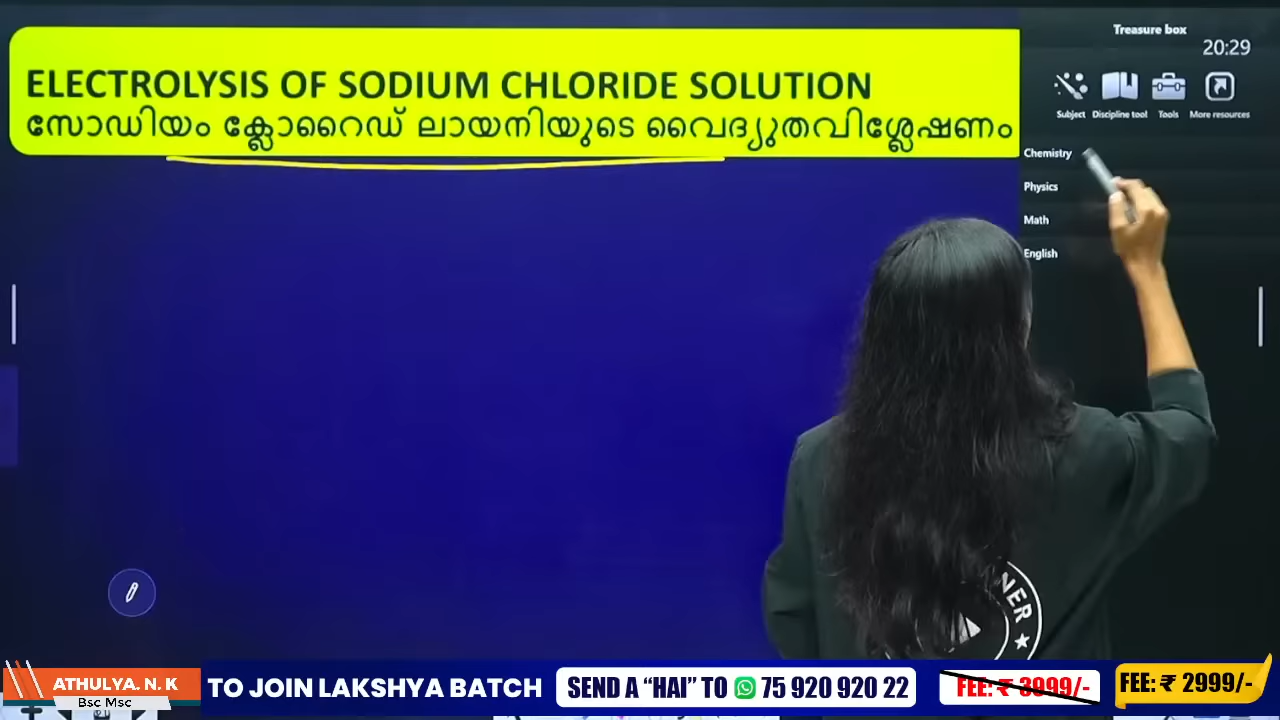 ELECTROLYSIS OF SODIUM CHLORIDE SOLUTION
സോഡിയം ക്ലോറൈഡ് ലായനിയുടെ വൈദ്യുതവിശ്ലേഷണം
Treasure box
20:29
Subject Discipline tool Tools More resources
Chemistry
Physics
Math
English
NER
ATHULYA. N. K
Bsc Msc
TO JOIN LAKSHYA BATCH
SEND A “HAI” TO 75 920 920 22
FEE: ₹ 3999/-
FEE: ₹ 2999/-